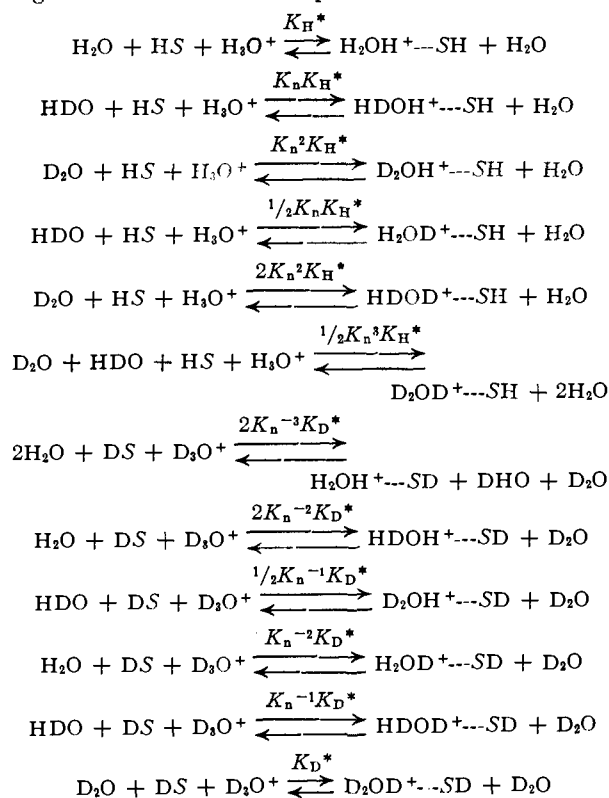 K_H*
H₂O + HS + H₃O⁺ ⇌ H₂OH⁺---SH + H₂O
K_nK_H*
HDO + HS + H₃O⁺ ⇌ HDOH⁺---SH + H₂O
K_n²K_H*
D₂O + HS + H₃O⁺ ⇌ D₂OH⁺---SH + H₂O
1/2K_nK_H*
HDO + HS + H₃O⁺ ⇌ H₂OD⁺---SH + H₂O
2K_n²K_H*
D₂O + HS + H₃O⁺ ⇌ HDOD⁺---SH + H₂O
1/2K_n³K_H*
D₂O + HDO + HS + H₃O⁺ ⇌
D₂OD⁺---SH + 2H₂O
2K_n⁻³K_D*
2H₂O + DS + D₃O⁺ ⇌
H₂OH⁺---SD + DHO + D₂O
2K_n⁻²K_D*
H₂O + DS + D₃O⁺ ⇌ HDOH⁺---SD + D₂O
1/2K_n⁻¹K_D*
HDO + DS + D₃O⁺ ⇌ D₂OH⁺---SD + D₂O
K_n⁻²K_D*
H₂O + DS + D₃O⁺ ⇌ H₂OD⁺---SD + D₂O
K_n⁻¹K_D*
HDO + DS + D₃O⁺ ⇌ HDOD⁺---SD + D₂O
K_D*
D₂O + DS + D₃O⁺ ⇌ D₂OD⁺---SD + D₂O